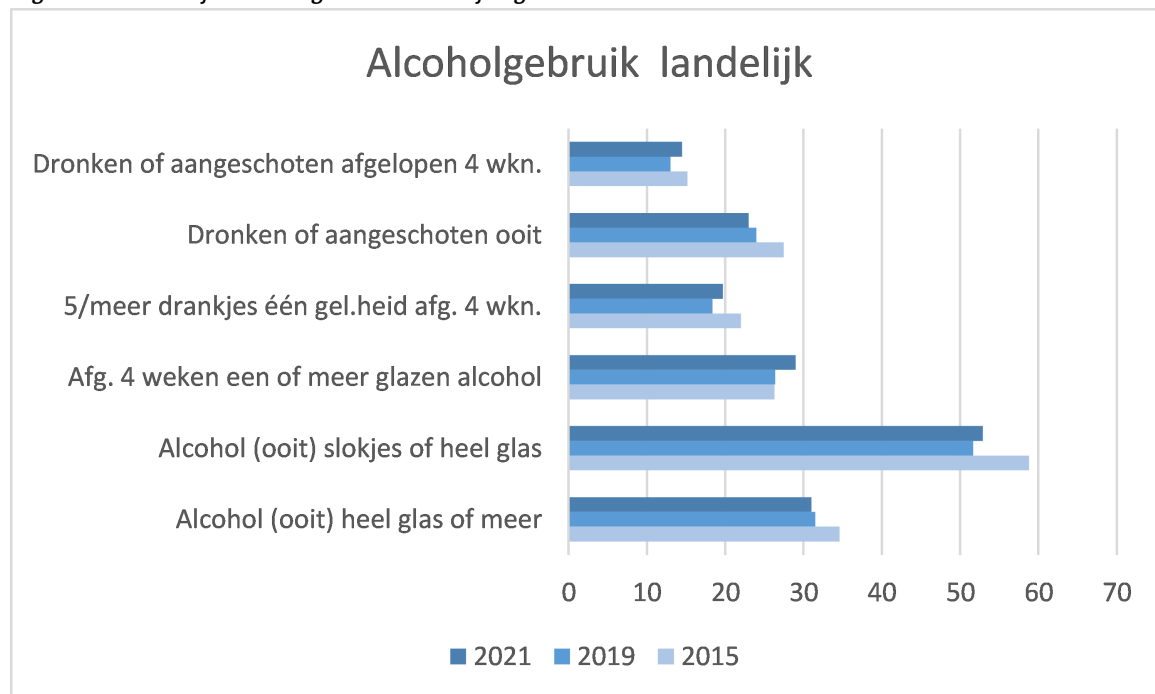 Alcoholgebruik landelijk
Dronken of aangeschoten afgelopen 4 wkn.
Dronken of aangeschoten ooit
5/meer drankjes één gel.heid afg. 4 wkn.
Afg. 4 weken een of meer glazen alcohol
Alcohol (ooit) slokjes of heel glas
Alcohol (ooit) heel glas of meer
0 10 20 30 40 50 60 70
2021 2019 2015